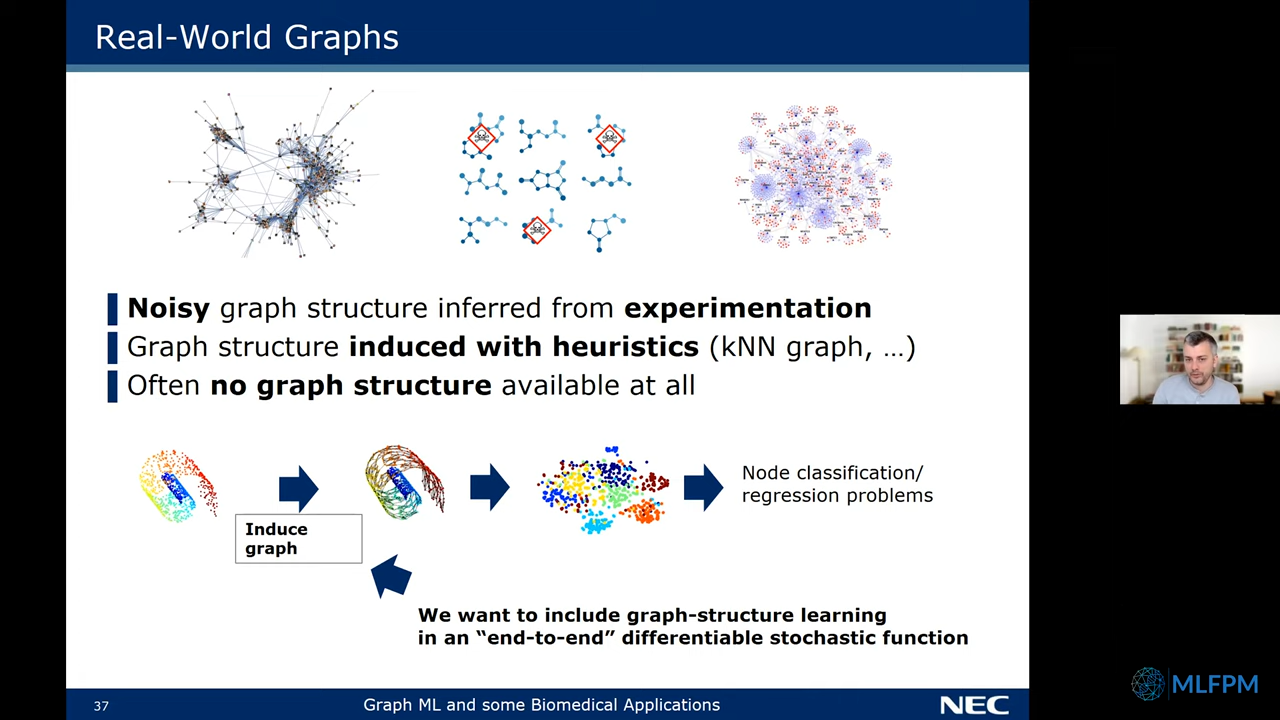 Real-World Graphs
Noisy graph structure inferred from experimentation
Graph structure induced with heuristics (kNN graph, …)
Often no graph structure available at all
Induce
graph
Node classification/
regression problems
We want to include graph-structure learning
in an “end-to-end” differentiable stochastic function
37
Graph ML and some Biomedical Applications
NEC
MLFPM